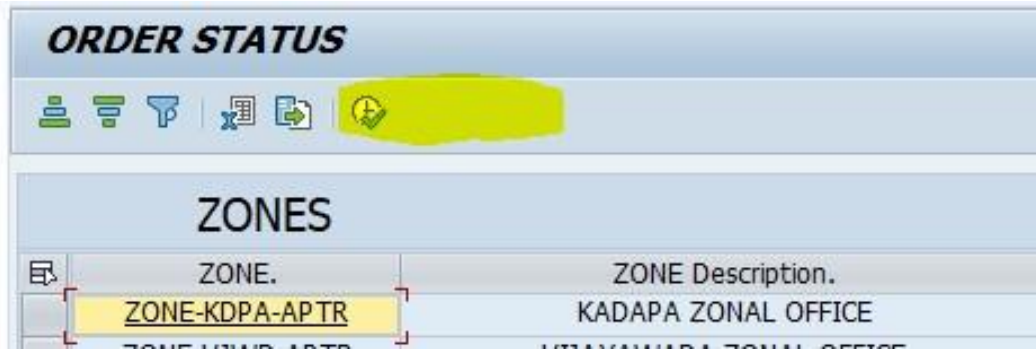 ORDER STATUS
ZONES
ZONE. ZONE Description.
ZONE-KDPA-APTR KADAPA ZONAL OFFICE